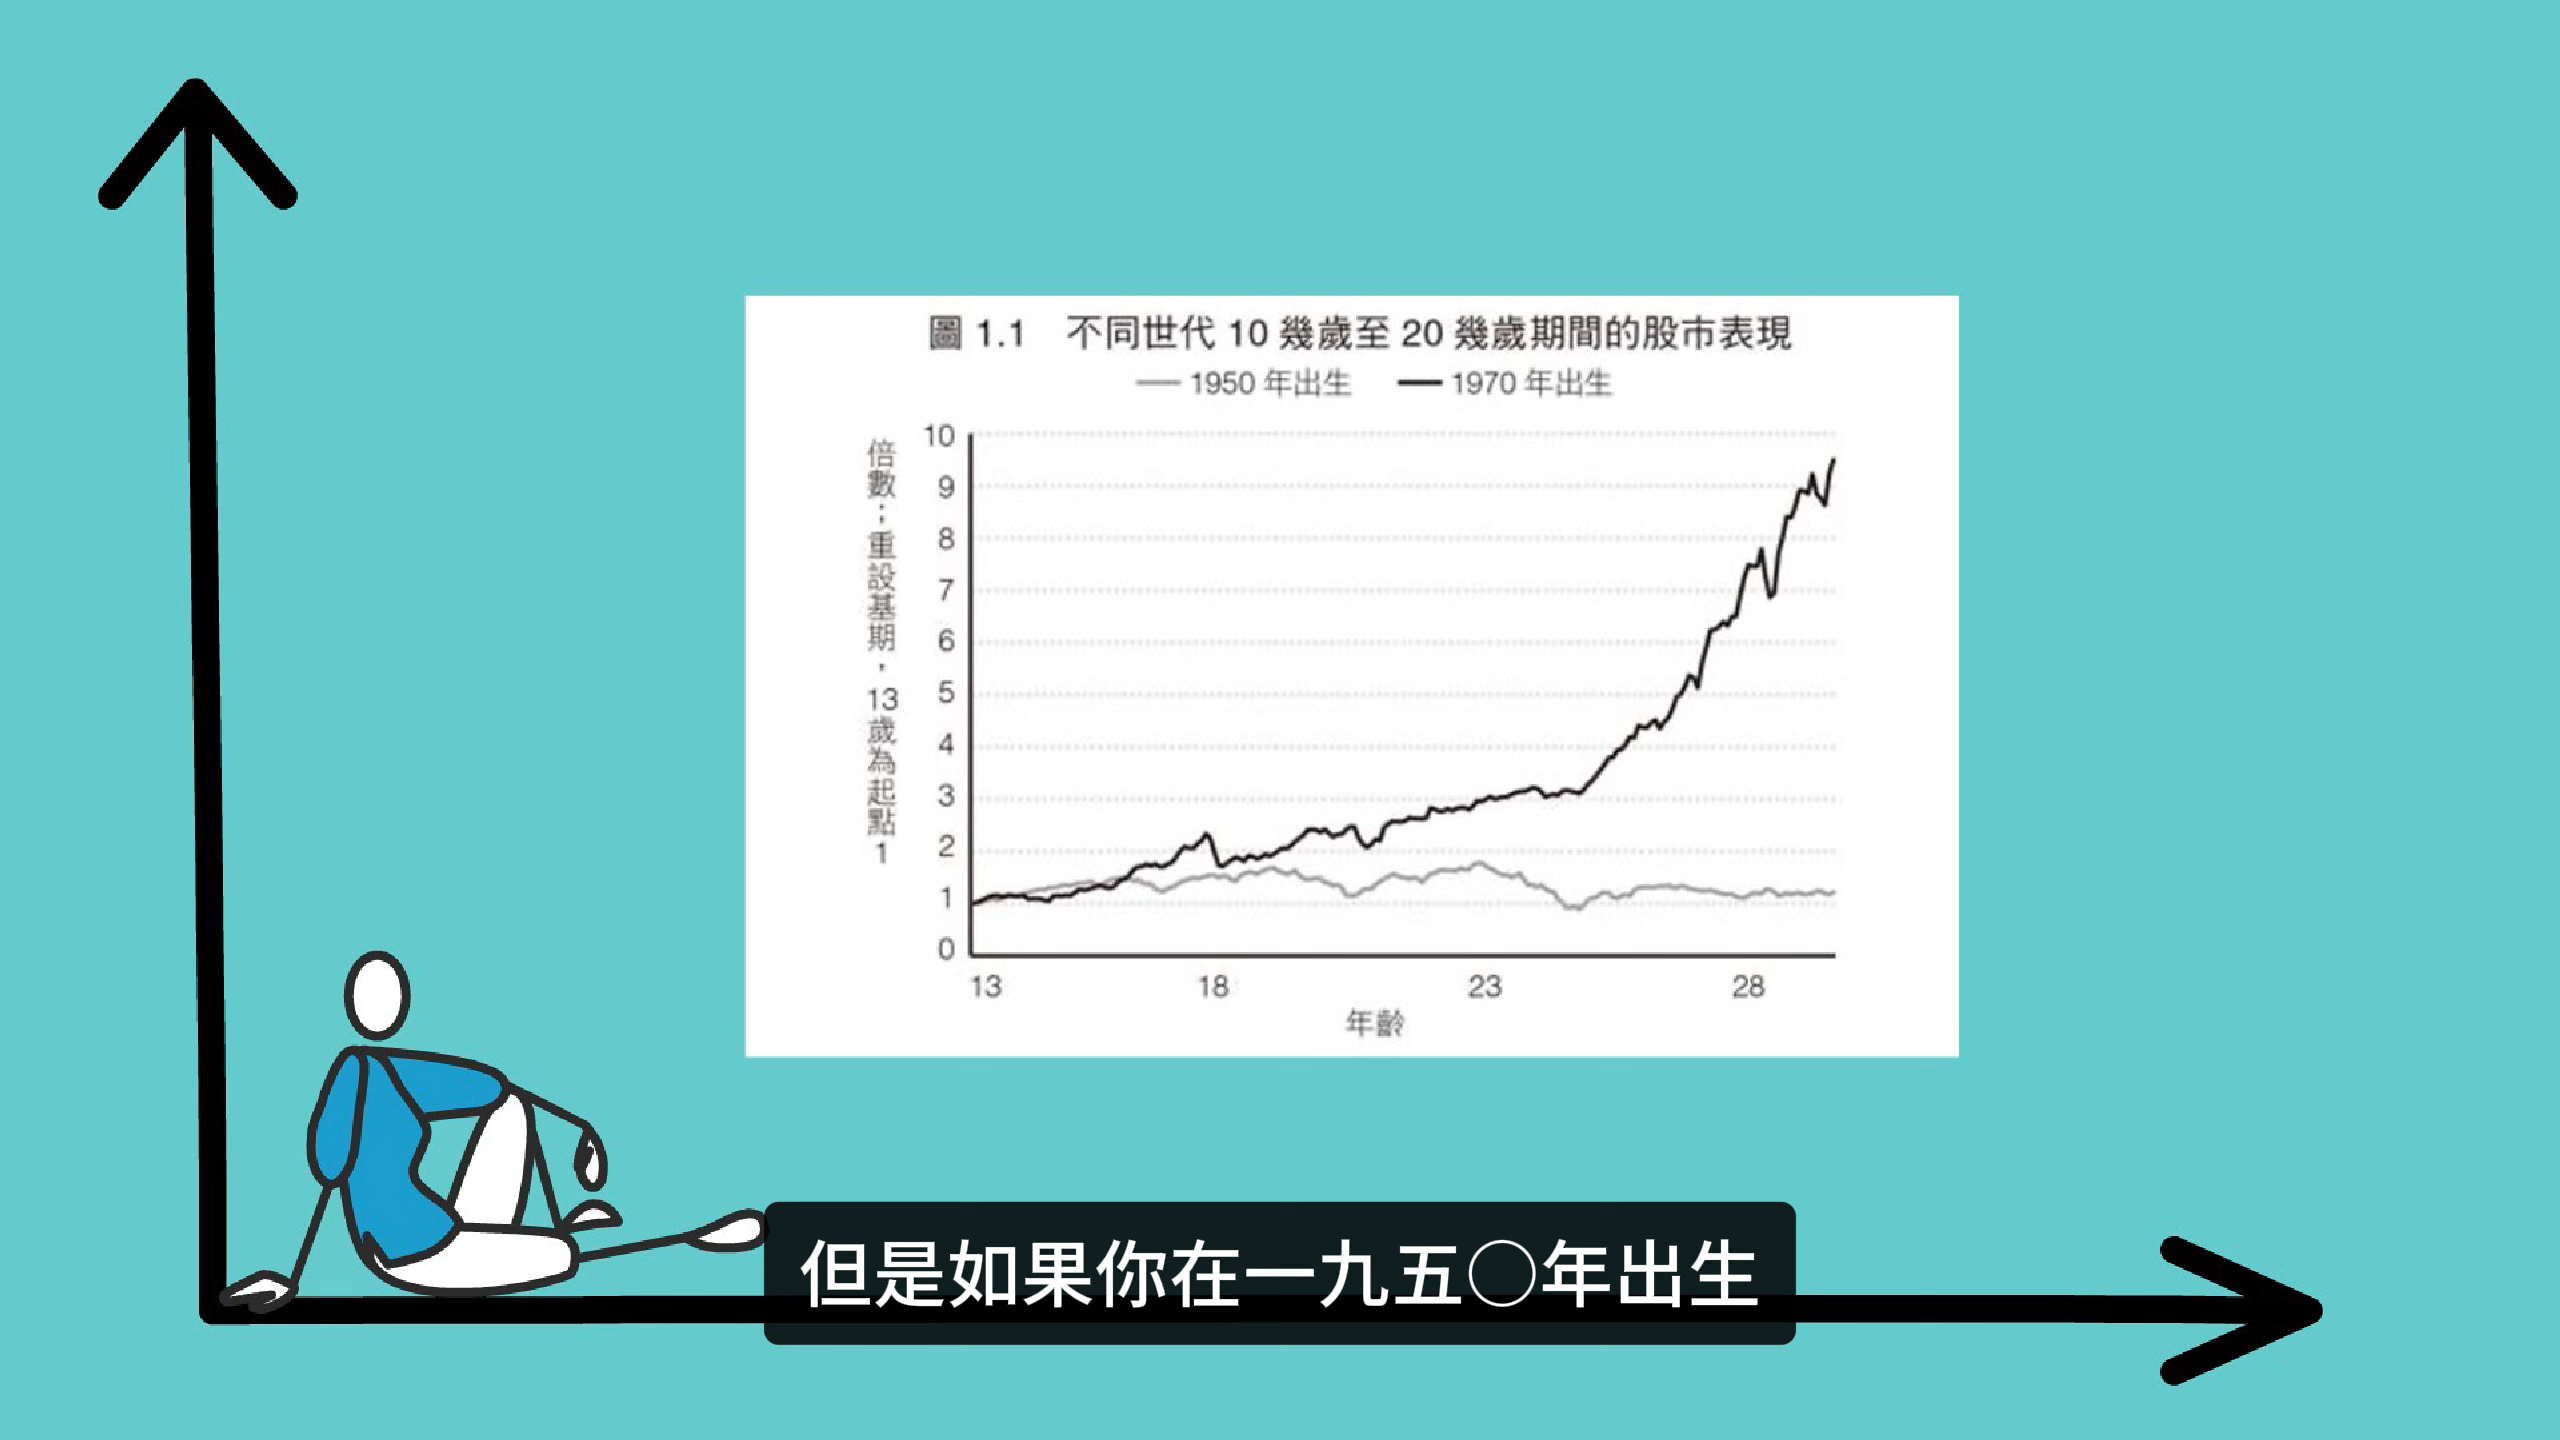 圖 1.1 不同世代 10 幾歲至 20 幾歲期間的股市表現
1950 年出生 1970 年出生
倍數；重設基期，13 歲為起點 1
10
9
8
7
6
5
4
3
2
1
0
13 18 23 28
年齡
但是如果你在一九五〇年出生